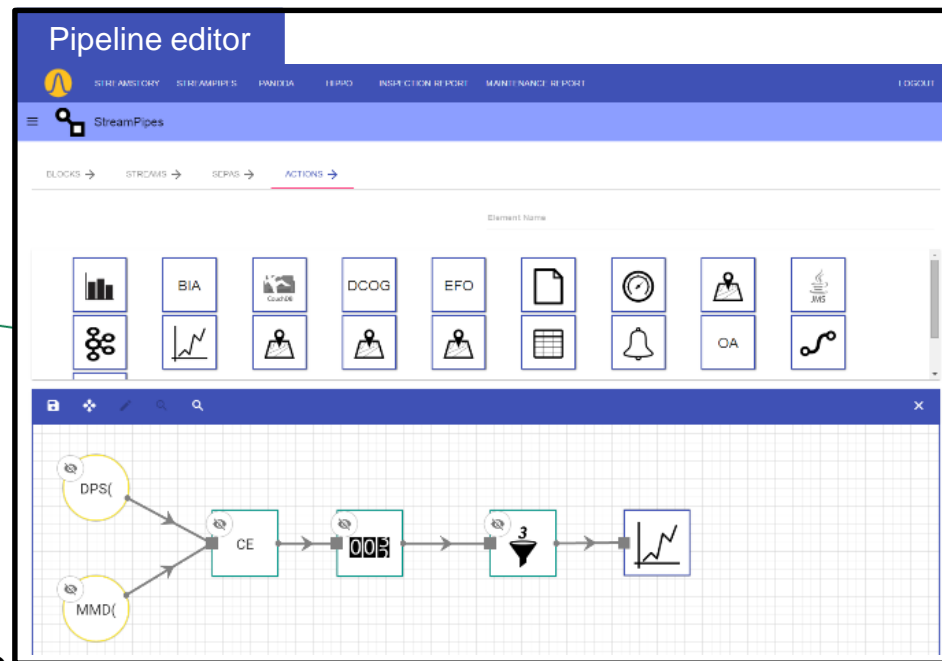 Pipeline editor
STREAMSTORY STREAMPIPES PANDDA HIPPO INSPECTION REPORT MAINTENANCE REPORT LOGOUT
StreamPipes
BLOCKS STREAMS SEPAS ACTIONS
Element Name
BIA CouchDB DCOG EFO JMS
OA
DPS(
CE 003 3
MMD(